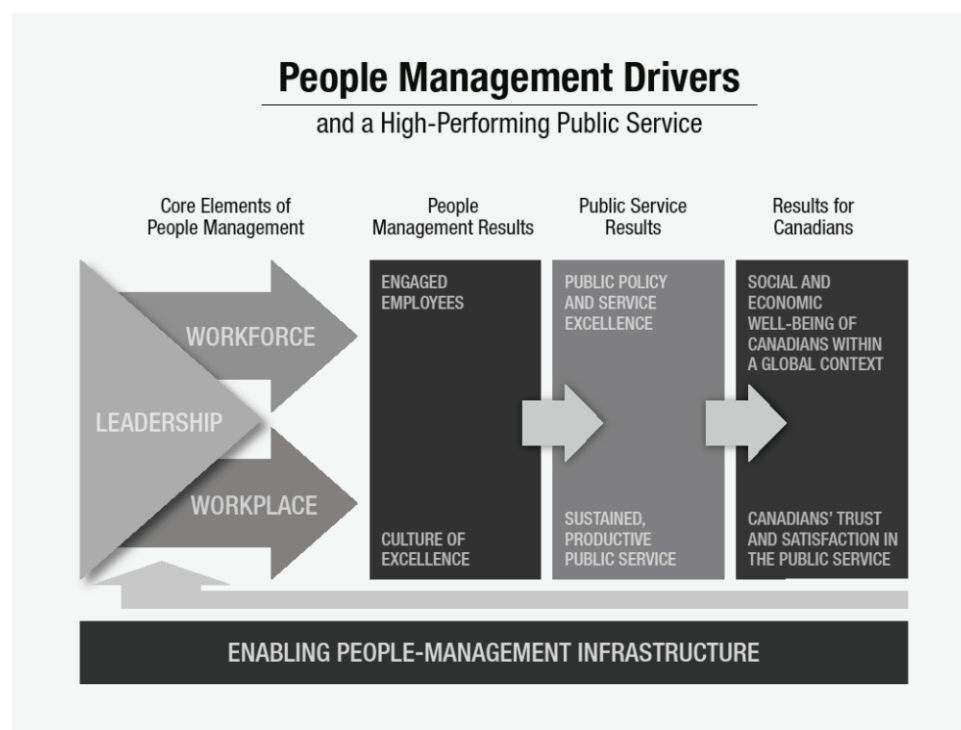 People Management Drivers
and a High-Performing Public Service
Core Elements of
People Management
People
Management Results
Public Service
Results
Results for
Canadians
LEADERSHIP
WORKFORCE
WORKPLACE
ENGAGED
EMPLOYEES
CULTURE OF
EXCELLENCE
PUBLIC POLICY
AND SERVICE
EXCELLENCE
SUSTAINED,
PRODUCTIVE
PUBLIC SERVICE
SOCIAL AND
ECONOMIC
WELL-BEING OF
CANADIANS WITHIN
A GLOBAL CONTEXT
CANADIANS’ TRUST
AND SATISFACTION IN
THE PUBLIC SERVICE
ENABLING PEOPLE-MANAGEMENT INFRASTRUCTURE